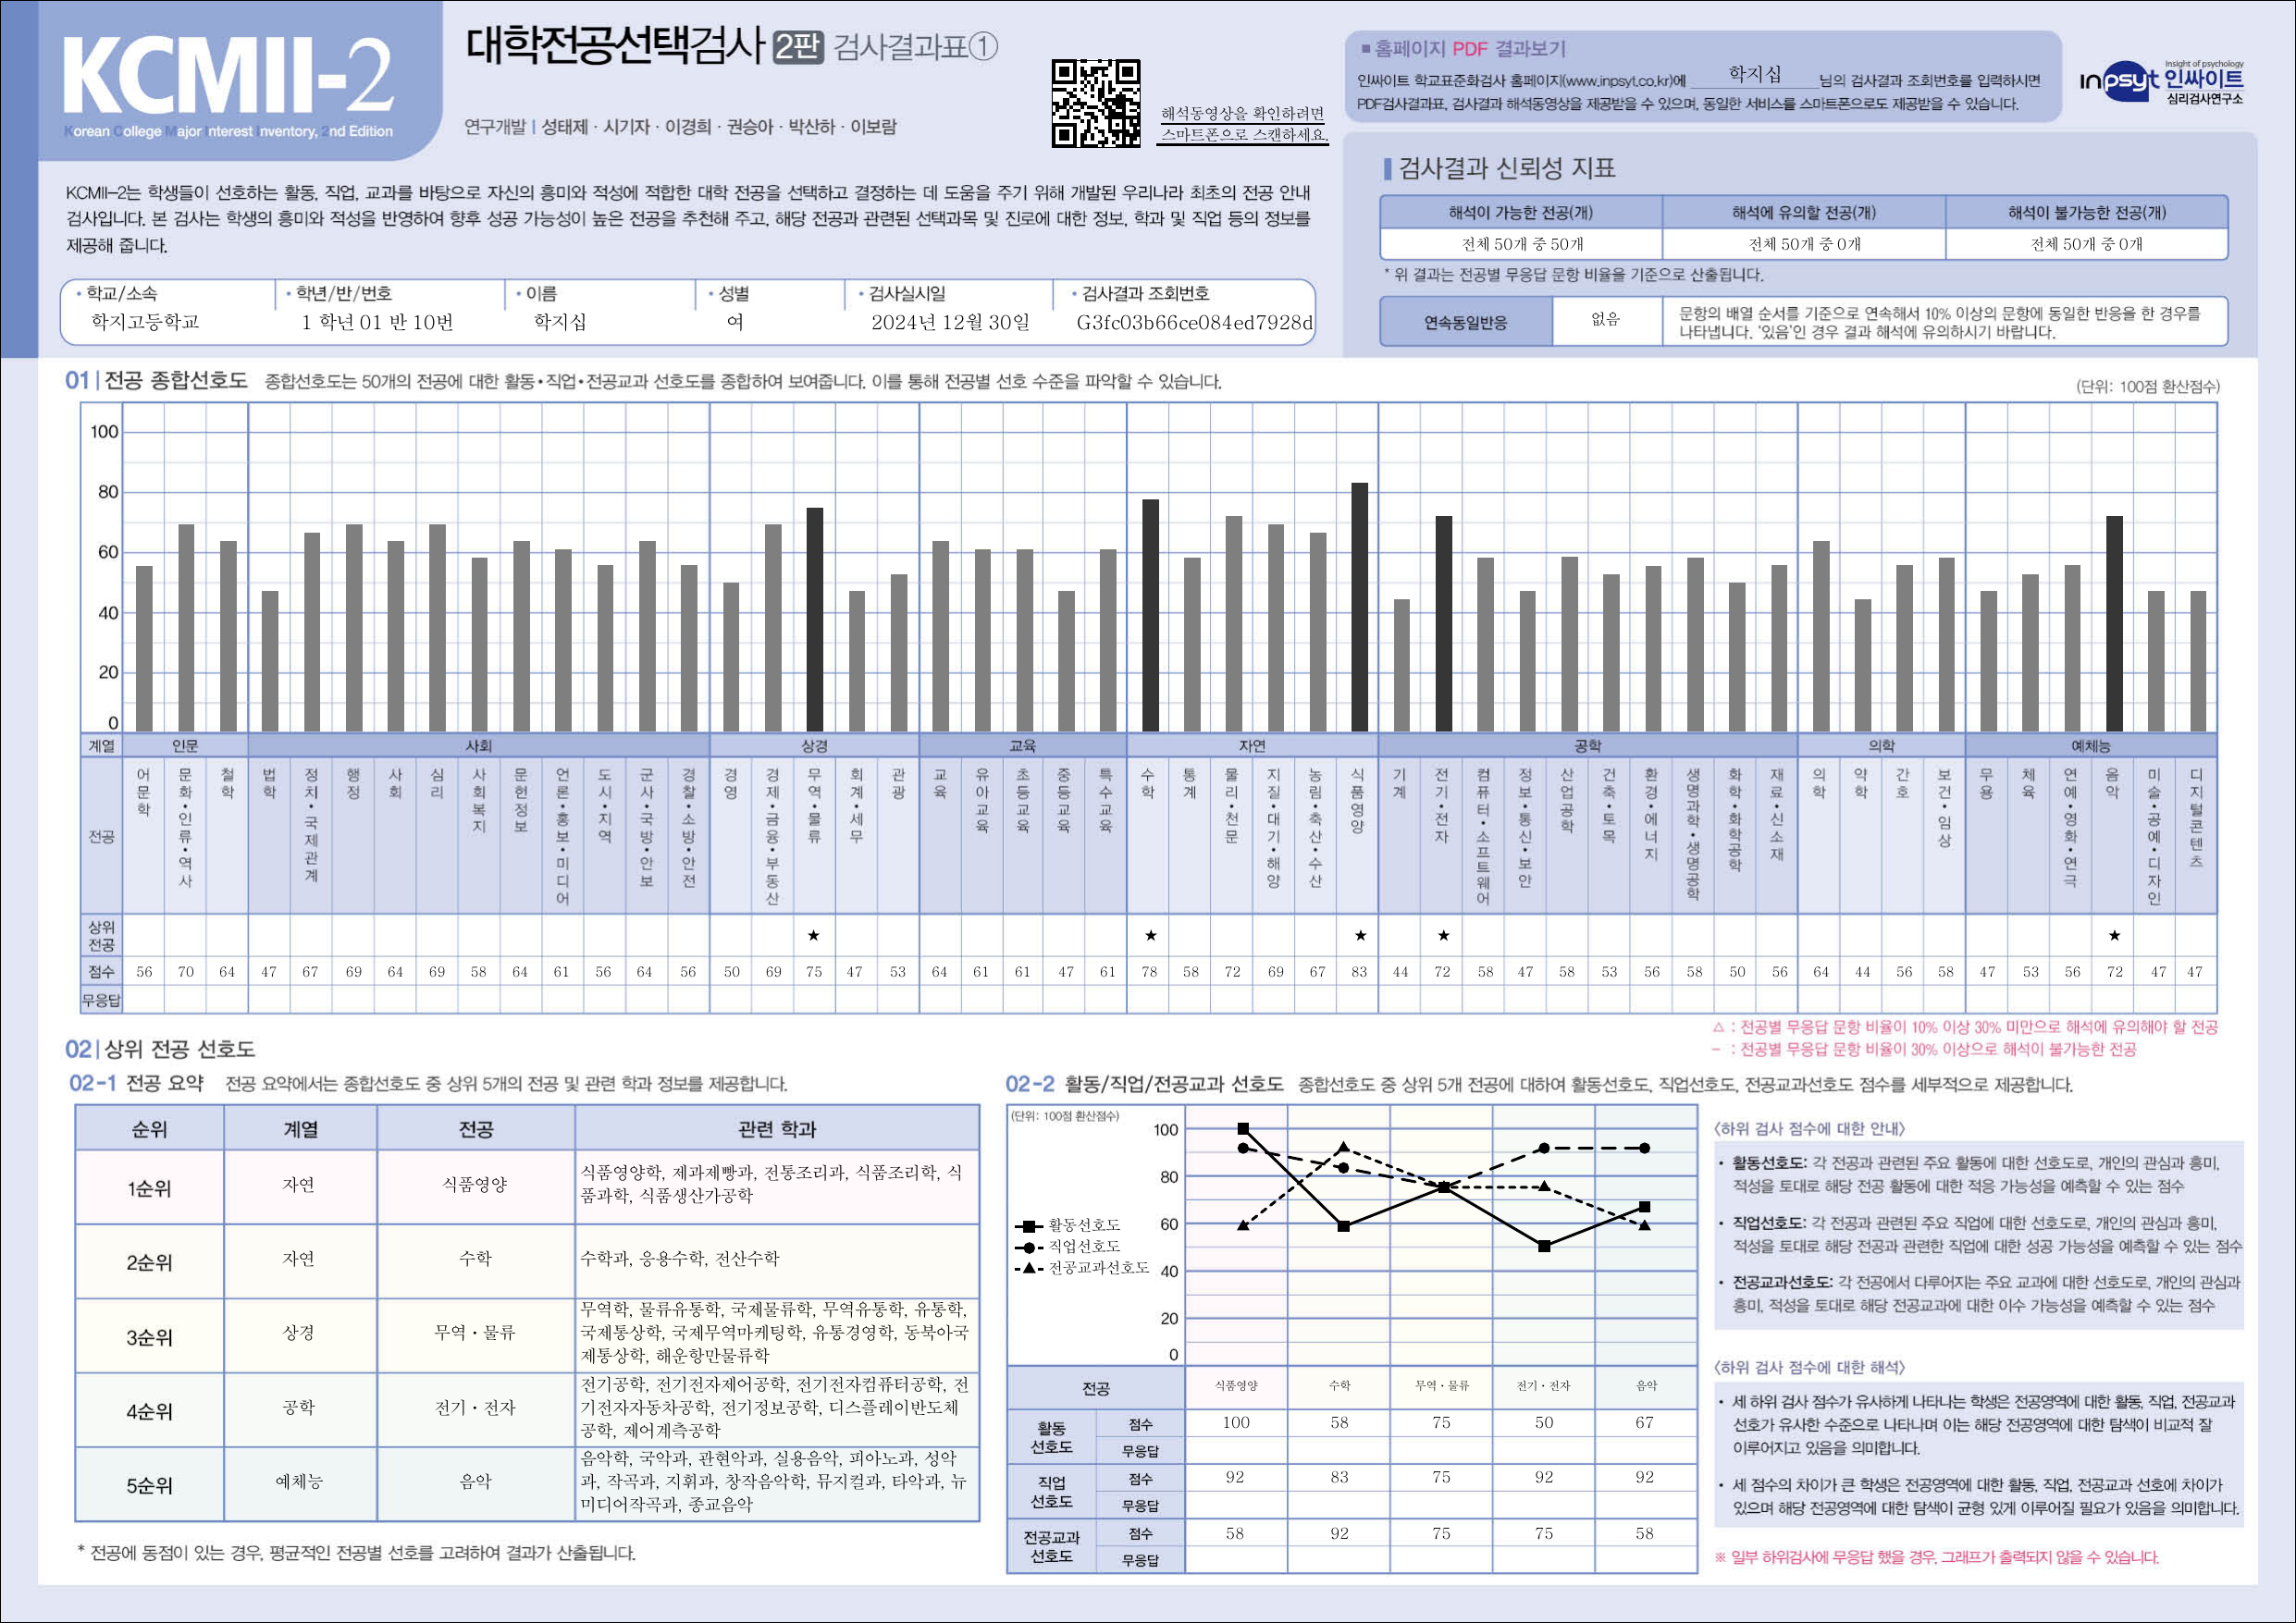 KCMII-2
Korean College Major Interest Inventory, 2nd Edition
대학전공선택검사 2판 검사결과표①
연구개발 | 성태제 · 시기자 · 이경희 · 권승아 · 박산하 · 이보람
해석동영상을 확인하려면
스마트폰으로 스캔하세요.
■ 홈페이지 PDF 결과보기
인싸이트 학교표준화검사 홈페이지(www.inpsyt.co.kr)에 학지십 님의 검사결과 조회번호를 입력하시면
PDF검사결과표, 검사결과 해석동영상을 제공받을 수 있으며, 동일한 서비스를 스마트폰으로도 제공받을 수 있습니다.
Insight of psychology
inpsyt 인싸이트
심리검사연구소
KCMII-2는 학생들이 선호하는 활동, 직업, 교과를 바탕으로 자신의 흥미와 적성에 적합한 대학 전공을 선택하고 결정하는 데 도움을 주기 위해 개발된 우리나라 최초의 전공 안내
검사입니다. 본 검사는 학생의 흥미와 적성을 반영하여 향후 성공 가능성이 높은 전공을 추천해 주고, 해당 전공과 관련된 선택과목 및 진로에 대한 정보, 학과 및 직업 등의 정보를
제공해 줍니다.
• 학교/소속 • 학년/반/번호 • 이름 • 성별 • 검사실시일 • 검사결과 조회번호
학지고등학교 1 학년 01 반 10번 학지십 여 2024년 12월 30일 G3fc03b66ce084ed7928d
검사결과 신뢰성 지표
해석이 가능한 전공(개) 해석에 유의할 전공(개) 해석이 불가능한 전공(개)
전체 50개 중 50개 전체 50개 중 0개 전체 50개 중 0개
* 위 결과는 전공별 무응답 문항 비율을 기준으로 산출됩니다.
연속동일반응 없음
문항의 배열 순서를 기준으로 연속해서 10% 이상의 문항에 동일한 반응을 한 경우를
나타냅니다. '있음'인 경우 결과 해석에 유의하시기 바랍니다.
01 | 전공 종합선호도 종합선호도는 50개의 전공에 대한 활동•직업•전공교과 선호도를 종합하여 보여줍니다. 이를 통해 전공별 선호 수준을 파악할 수 있습니다.
(단위: 100점 환산점수)
100
80
60
40
20
0
계열 인문 사회 상경 교육 자연 공학 의학 예체능
전공 어문학 문화•인류•역사 철학 법학 정치•국제관계 행정 사회 심리 사회복지 문헌정보 언론•홍보•미디어 도시•지역 군사•국방•안보 경찰•소방•안전 경영 경제•금융•부동산 무역•물류 회계•세무 관광 교육 유아교육 초등교육 중등교육 특수교육 수학 통계 물리•천문 지질•대기•해양 농림•축산•수산 식품영양 기계 전기•전자 컴퓨터•소프트웨어 정보•통신•보안 산업공학 건축•토목 환경•에너지 생명과학•생명공학 화학•화학공학 재료•신소재 의학 약학 간호 보건•임상 무용 체육 연예•영화•연극 음악 미술•공예•디자인 디지털콘텐츠
상위
전공 ★ ★ ★ ★ ★
점수 56 70 64 47 67 69 64 69 58 64 61 56 64 56 50 69 75 47 53 64 61 61 47 61 78 58 72 69 67 83 44 72 58 47 58 53 56 58 50 56 64 44 56 58 47 53 56 72 47 47
무응답
△ : 전공별 무응답 문항 비율이 10% 이상 30% 미만으로 해석에 유의해야 할 전공
– : 전공별 무응답 문항 비율이 30% 이상으로 해석이 불가능한 전공
02 | 상위 전공 선호도
02-1 전공 요약 전공 요약에서는 종합선호도 중 상위 5개의 전공 및 관련 학과 정보를 제공합니다.
순위 계열 전공 관련 학과
1순위 자연 식품영양 식품영양학, 제과제빵과, 전통조리과, 식품조리학, 식
품과학, 식품생산가공학
2순위 자연 수학 수학과, 응용수학, 전산수학
3순위 상경 무역 · 물류 무역학, 물류유통학, 국제물류학, 무역유통학, 유통학,
국제통상학, 국제무역마케팅학, 유통경영학, 동북아국
제통상학, 해운항만물류학
4순위 공학 전기 · 전자 전기공학, 전기전자제어공학, 전기전자컴퓨터공학, 전
기전자자동차공학, 전기정보공학, 디스플레이반도체
공학, 제어계측공학
5순위 예체능 음악 음악학, 국악과, 관현악과, 실용음악, 피아노과, 성악
과, 작곡과, 지휘과, 창작음악학, 뮤지컬과, 타악과, 뉴
미디어작곡과, 종교음악
* 전공에 동점이 있는 경우, 평균적인 전공별 선호를 고려하여 결과가 산출됩니다.
02-2 활동/직업/전공교과 선호도 종합선호도 중 상위 5개 전공에 대하여 활동선호도, 직업선호도, 전공교과선호도 점수를 세부적으로 제공합니다.
(단위: 100점 환산점수)
100
80
60
40
20
0
활동선호도
직업선호도
전공교과선호도
전공 식품영양 수학 무역 · 물류 전기 · 전자 음악
활동
선호도 점수 100 58 75 50 67
무응답
직업
선호도 점수 92 83 75 92 92
무응답
전공교과
선호도 점수 58 92 75 75 58
무응답
〈하위 검사 점수에 대한 안내〉
• 활동선호도: 각 전공과 관련된 주요 활동에 대한 선호도로, 개인의 관심과 흥미,
적성을 토대로 해당 전공 활동에 대한 적응 가능성을 예측할 수 있는 점수
• 직업선호도: 각 전공과 관련된 주요 직업에 대한 선호도로, 개인의 관심과 흥미,
적성을 토대로 해당 전공과 관련한 직업에 대한 성공 가능성을 예측할 수 있는 점수
• 전공교과선호도: 각 전공에서 다루어지는 주요 교과에 대한 선호도로, 개인의 관심과
흥미, 적성을 토대로 해당 전공교과에 대한 이수 가능성을 예측할 수 있는 점수
〈하위 검사 점수에 대한 해석〉
• 세 하위 검사 점수가 유사하게 나타나는 학생은 전공영역에 대한 활동, 직업, 전공교과
선호가 유사한 수준으로 나타나며 이는 해당 전공영역에 대한 탐색이 비교적 잘
이루어지고 있음을 의미합니다.
• 세 점수의 차이가 큰 학생은 전공영역에 대한 활동, 직업, 전공교과 선호에 차이가
있으며 해당 전공영역에 대한 탐색이 균형 있게 이루어질 필요가 있음을 의미합니다.
※ 일부 하위검사에 무응답 했을 경우, 그래프가 출력되지 않을 수 있습니다.